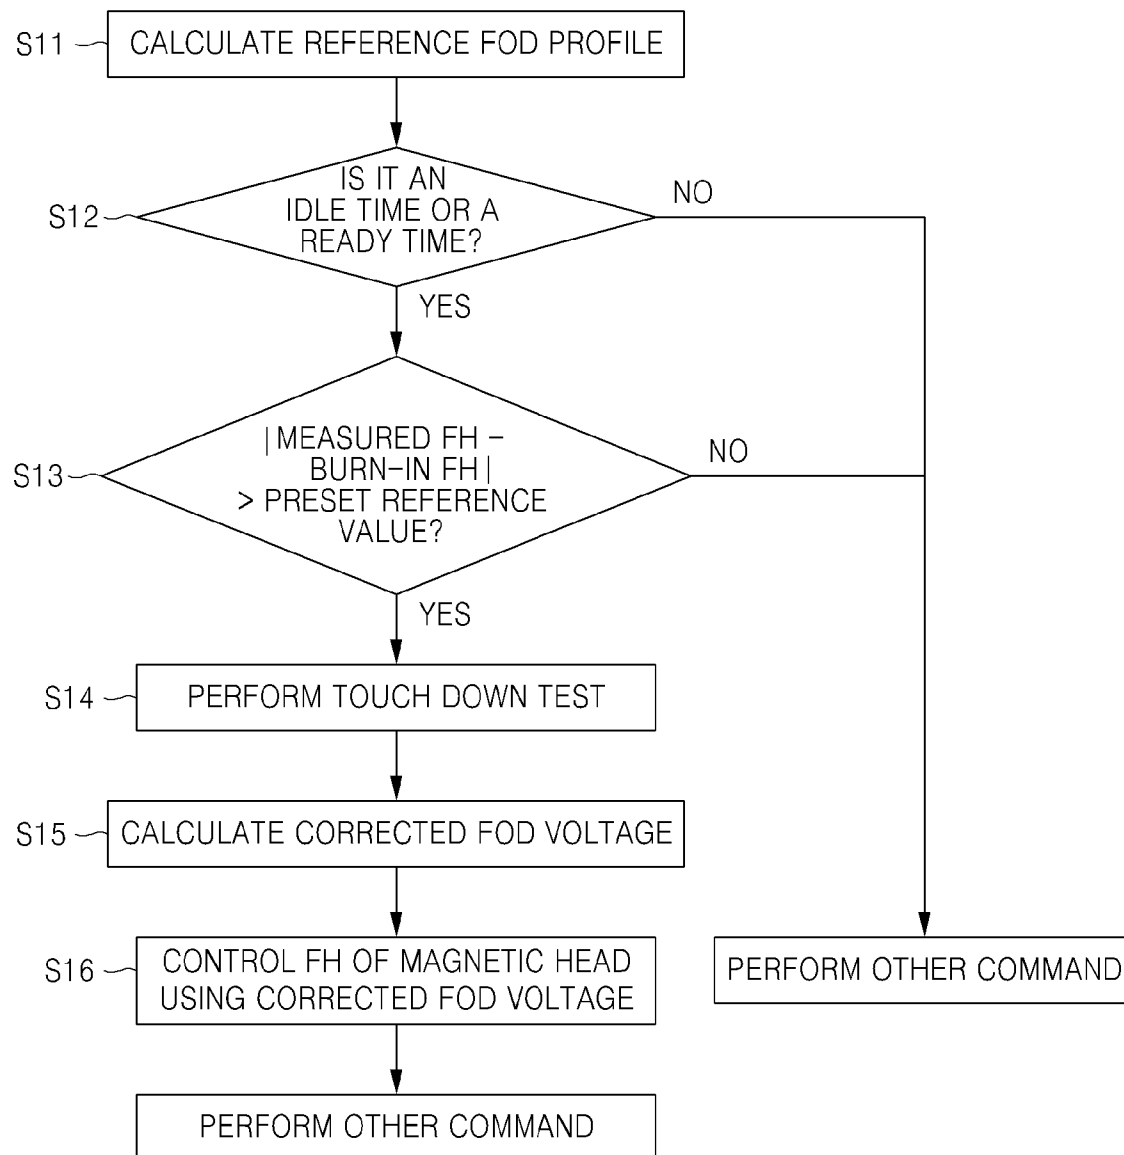 S11
CALCULATE REFERENCE FOD PROFILE
S12
IS IT AN
IDLE TIME OR A
READY TIME?
NO
YES
S13
|MEASURED FH –
BURN–IN FH|
> PRESET REFERENCE
VALUE?
NO
YES
S14
PERFORM TOUCH DOWN TEST
S15
CALCULATE CORRECTED FOD VOLTAGE
S16
CONTROL FH OF MAGNETIC HEAD
USING CORRECTED FOD VOLTAGE
PERFORM OTHER COMMAND
PERFORM OTHER COMMAND